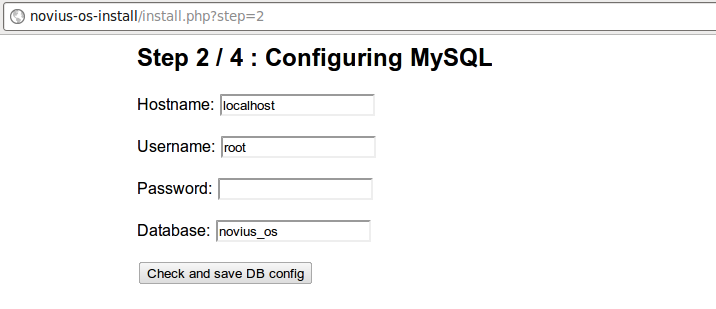 novius-os-install/install.php?step=2
Step 2 / 4 : Configuring MySQL
Hostname: localhost
Username: root
Password:
Database: novius_os
Check and save DB config